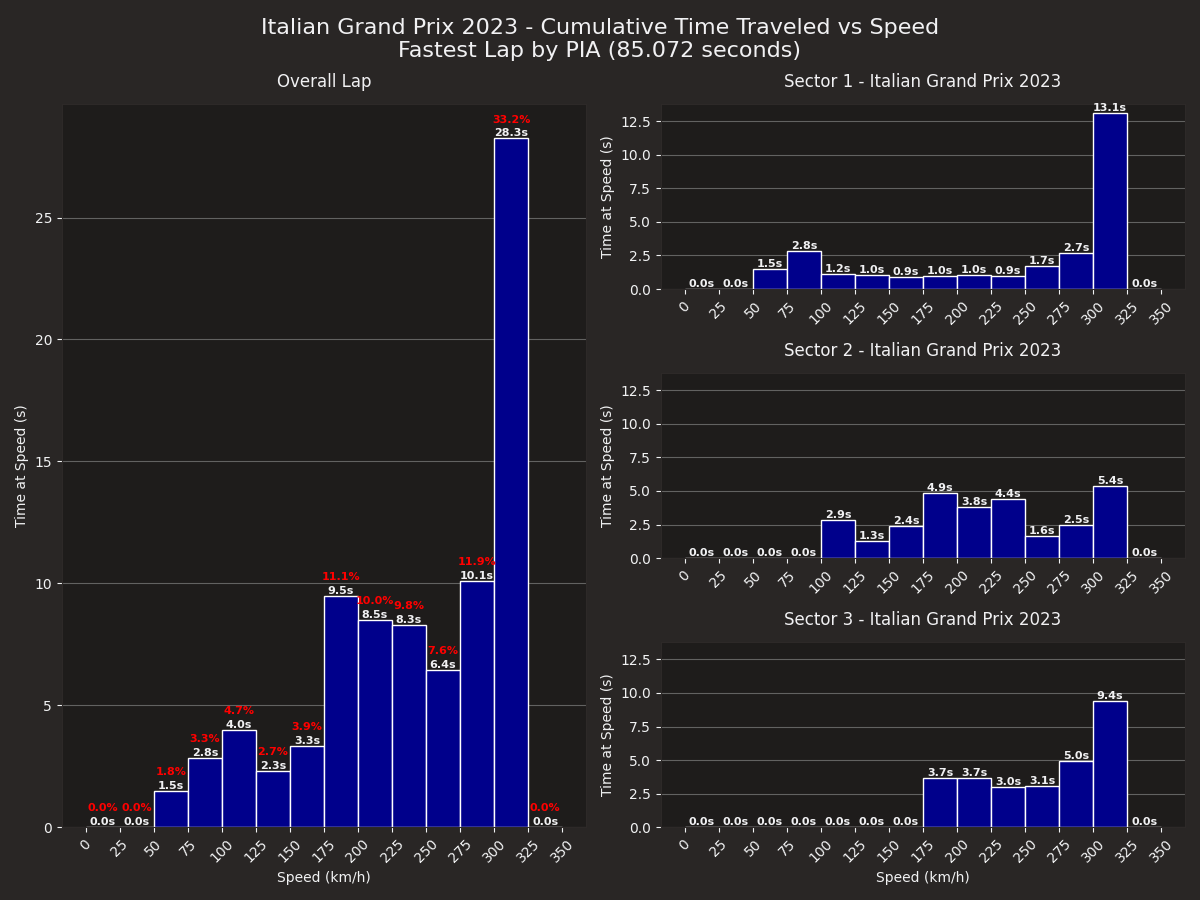 Italian Grand Prix 2023 - Cumulative Time Traveled vs Speed
Fastest Lap by PIA (85.072 seconds)
Overall Lap
Time at Speed (s)
25
20
15
10
5
0
33.2%
28.3s
11.9%
10.1s
11.1%
9.5s
10.0%
8.5s
9.8%
8.3s
7.6%
6.4s
4.7%
4.0s
3.9%
3.3s
3.3%
2.8s
2.7%
2.3s
1.8%
1.5s
0.0% 0.0% 0.0%
0.0s 0.0s 0.0s
0 25 50 75 100 125 150 175 200 225 250 275 300 325 350
Speed (km/h)
Sector 1 - Italian Grand Prix 2023
Time at Speed (s)
12.5
10.0
7.5
5.0
2.5
0.0
0.0s 0.0s 1.5s 2.8s 1.2s 1.0s 0.9s 1.0s 1.0s 0.9s 1.7s 2.7s 13.1s 0.0s
0 25 50 75 100 125 150 175 200 225 250 275 300 325 350
Sector 2 - Italian Grand Prix 2023
Time at Speed (s)
12.5
10.0
7.5
5.0
2.5
0.0
0.0s 0.0s 0.0s 0.0s 2.9s 1.3s 2.4s 4.9s 3.8s 4.4s 1.6s 2.5s 5.4s 0.0s
0 25 50 75 100 125 150 175 200 225 250 275 300 325 350
Sector 3 - Italian Grand Prix 2023
Time at Speed (s)
12.5
10.0
7.5
5.0
2.5
0.0
0.0s 0.0s 0.0s 0.0s 0.0s 0.0s 0.0s 3.7s 3.7s 3.0s 3.1s 5.0s 9.4s 0.0s
0 25 50 75 100 125 150 175 200 225 250 275 300 325 350
Speed (km/h)